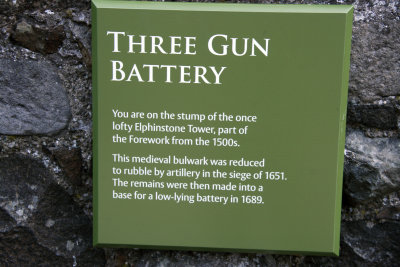 THREE GUN
BATTERY
You are on the stump of the once
lofty Elphinstone Tower, part of
the Forework from the 1500s.
This medieval bulwark was reduced
to rubble by artillery in the siege of 1651.
The remains were then made into a
base for a low-lying battery in 1689.